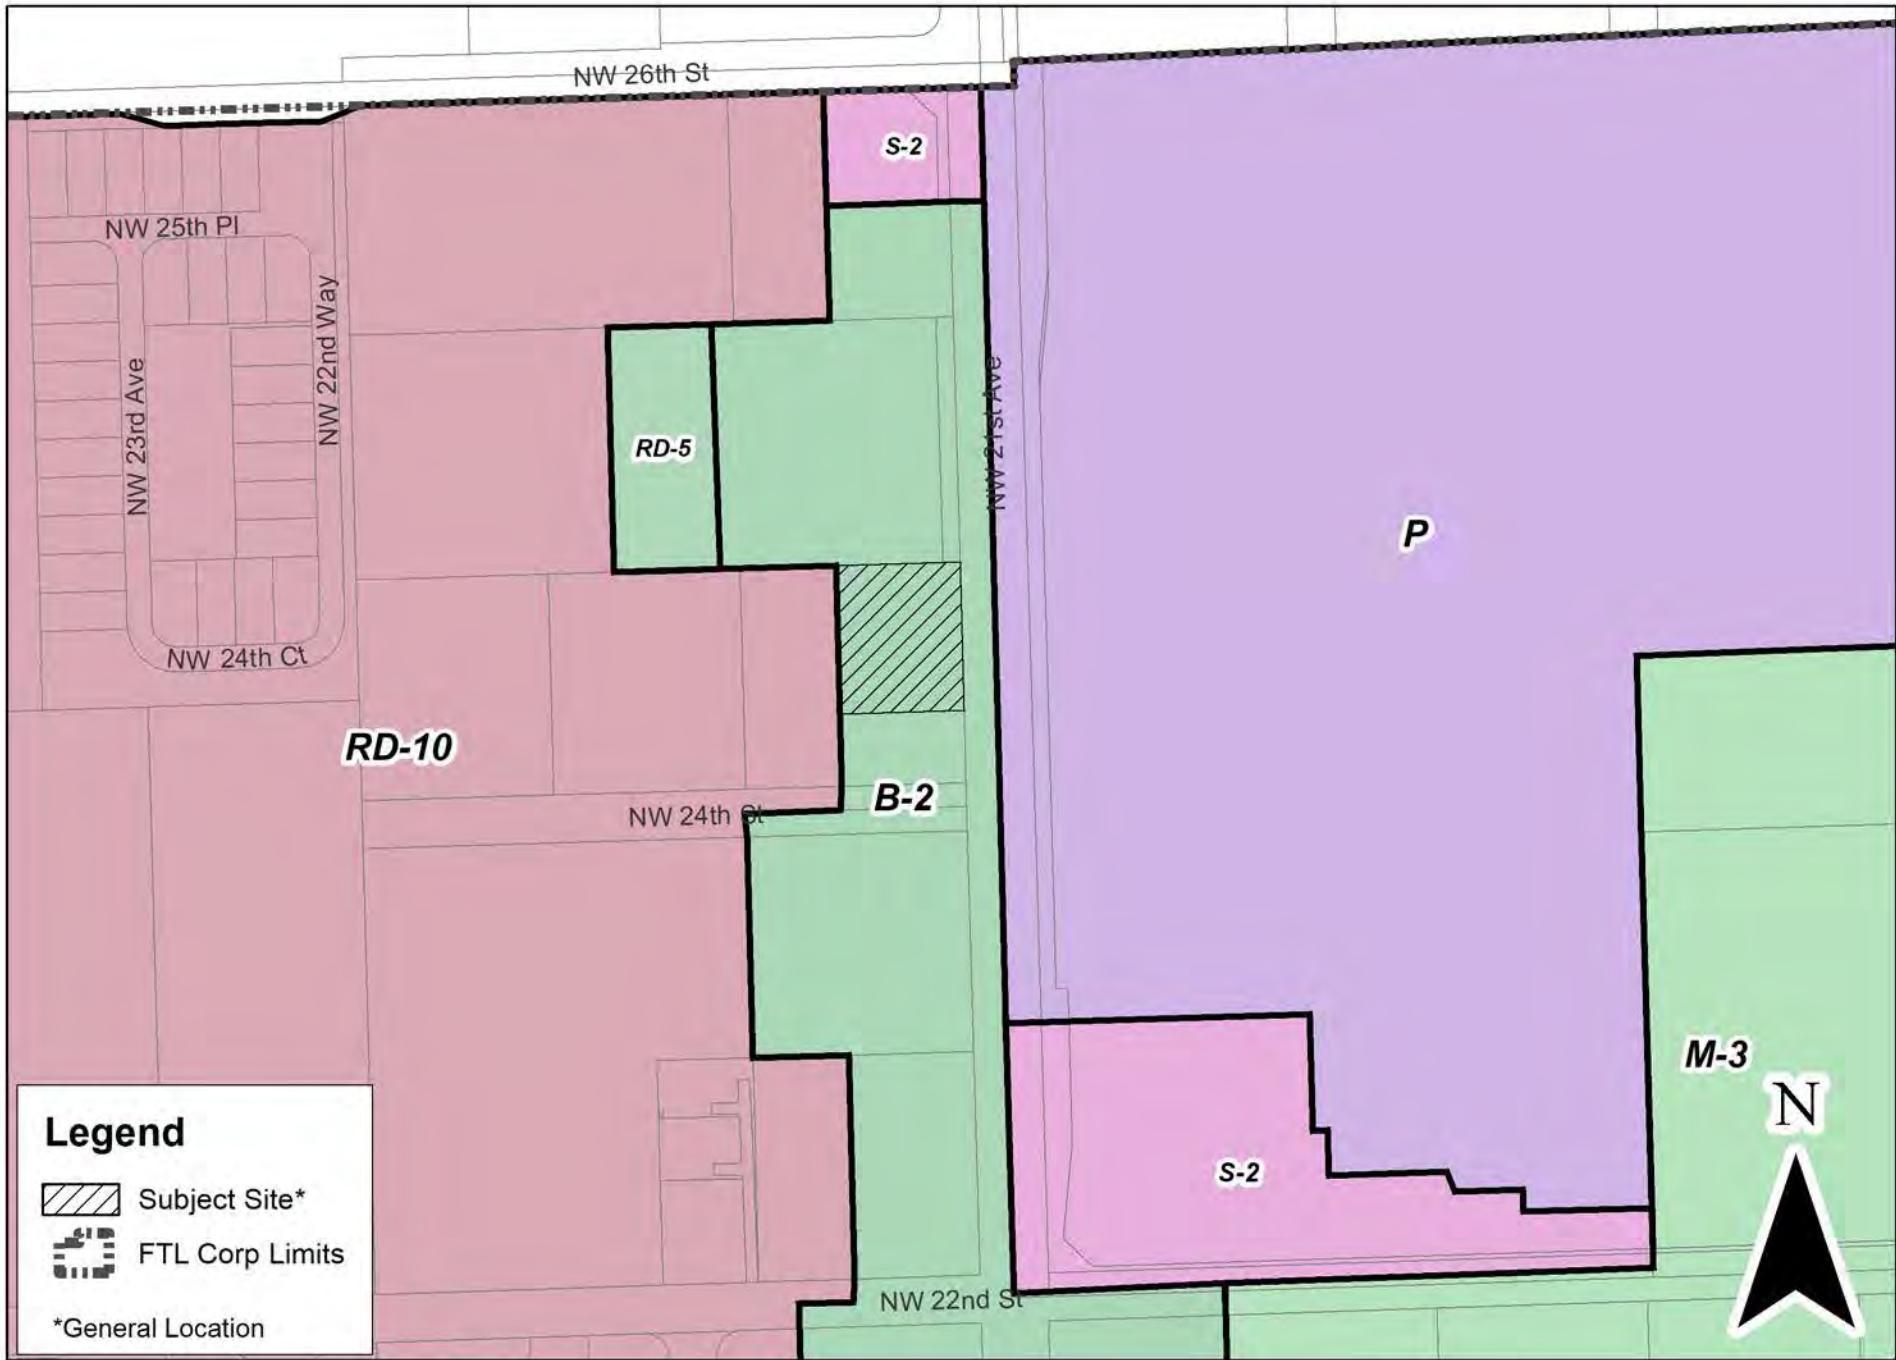 NW 26th St
S-2
NW 25th Pl
NW 22nd Way
NW 23rd Ave
NW 21st Ave
RD-5
P
NW 24th Ct
RD-10
B-2
NW 24th St
M-3
N
S-2
NW 22nd St
Legend
Subject Site*
FTL Corp Limits
*General Location